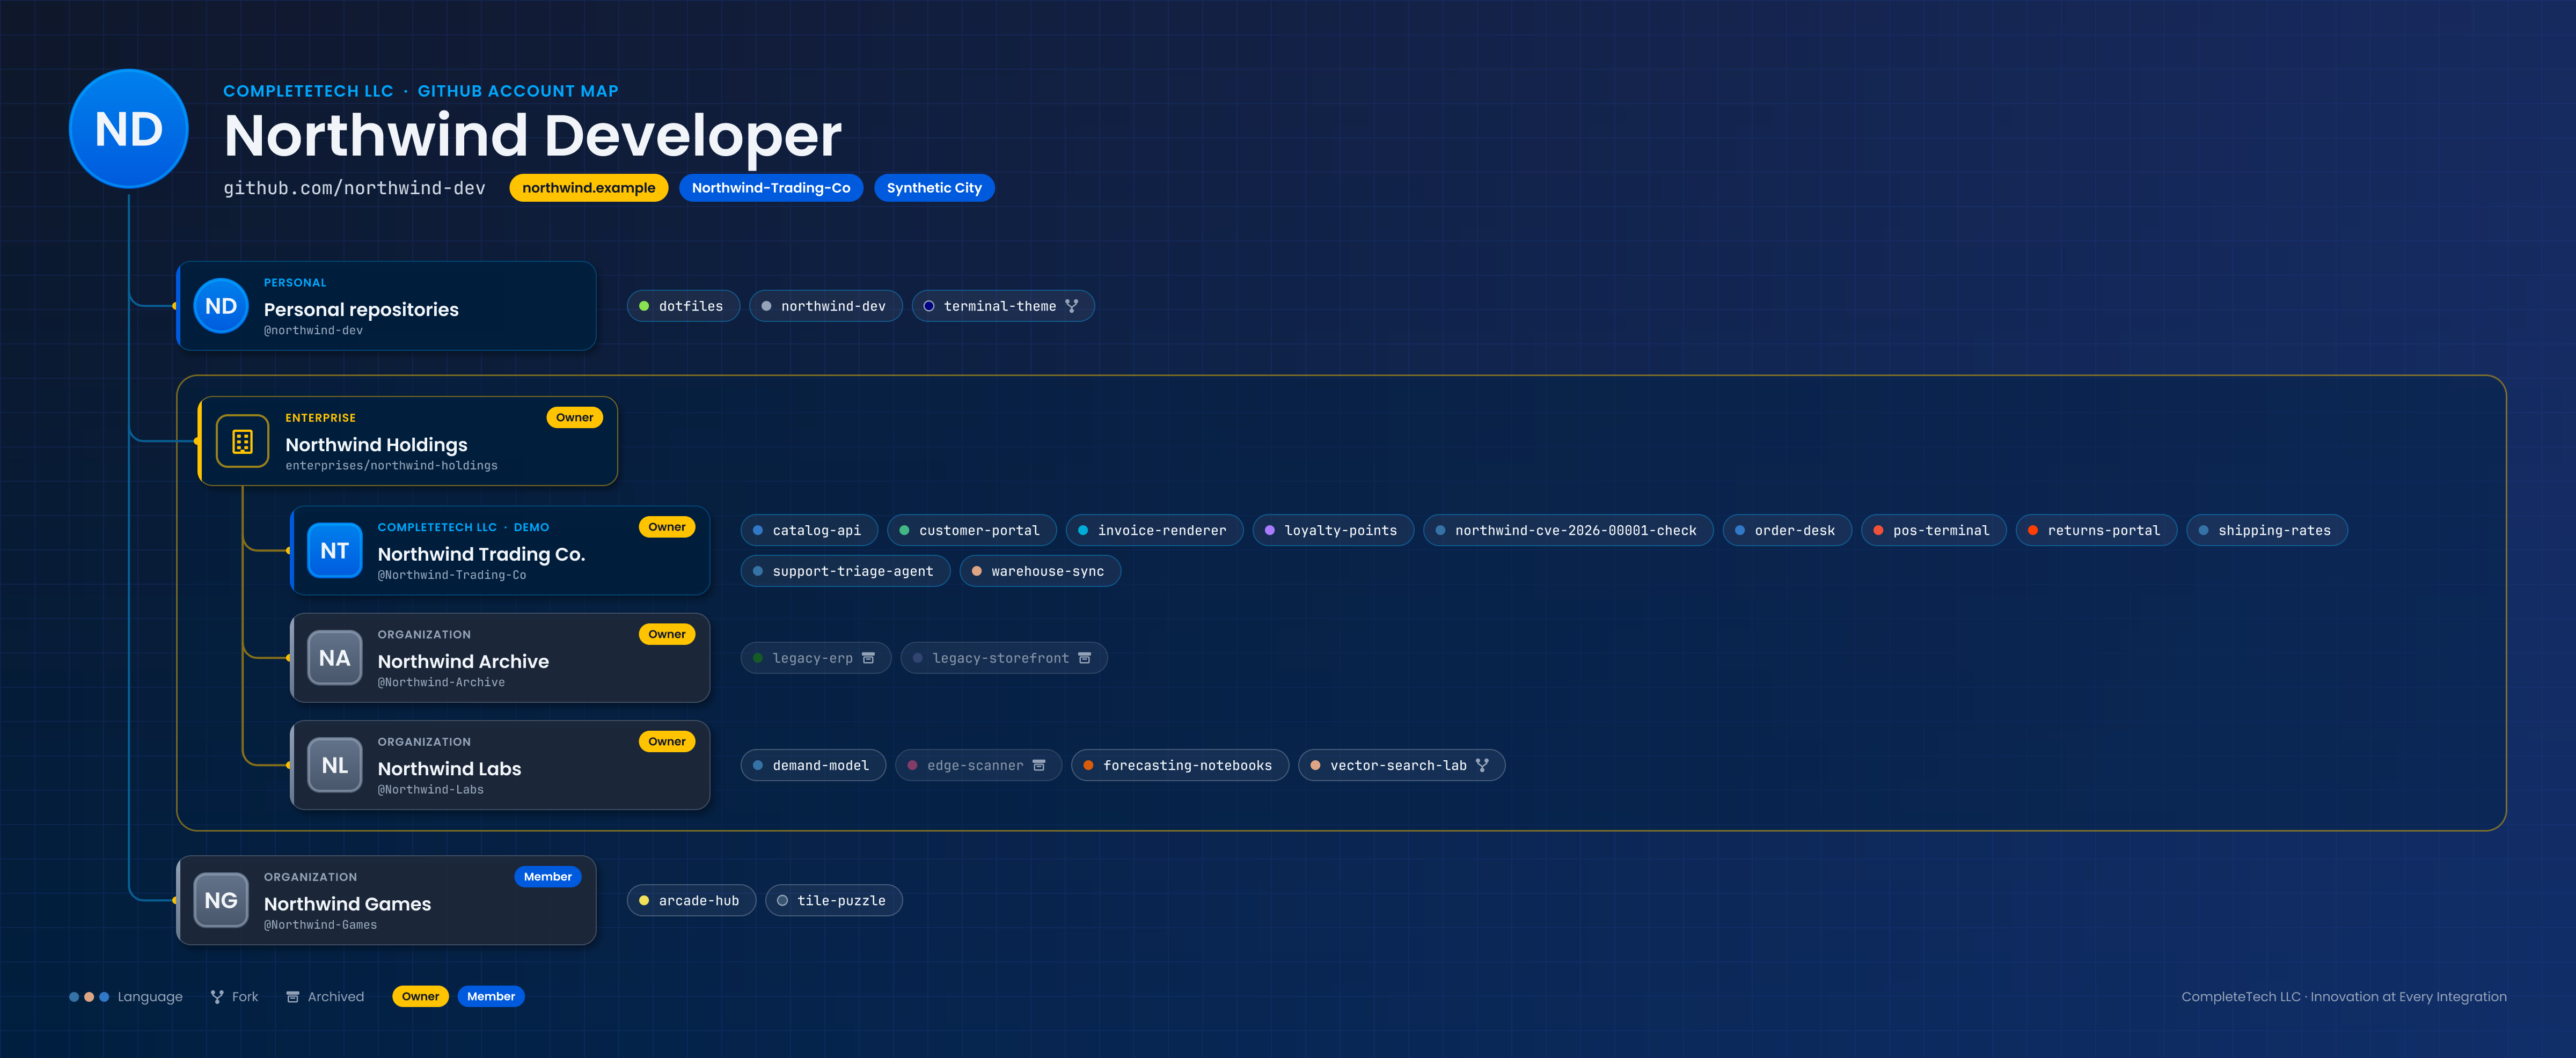 ND
COMPLETETECH LLC · GITHUB ACCOUNT MAP
Northwind Developer
github.com/northwind-dev northwind.example Northwind-Trading-Co Synthetic City
ND
PERSONAL
Personal repositories
@northwind-dev
dotfiles northwind-dev terminal-theme
ENTERPRISE Owner
Northwind Holdings
enterprises/northwind-holdings
NT
COMPLETETECH LLC · DEMO Owner
Northwind Trading Co.
@Northwind-Trading-Co
catalog-api customer-portal invoice-renderer loyalty-points northwind-cve-2026-00001-check order-desk pos-terminal returns-portal shipping-rates
support-triage-agent warehouse-sync
NA
ORGANIZATION Owner
Northwind Archive
@Northwind-Archive
legacy-erp legacy-storefront
NL
ORGANIZATION Owner
Northwind Labs
@Northwind-Labs
demand-model edge-scanner forecasting-notebooks vector-search-lab
NG
ORGANIZATION Member
Northwind Games
@Northwind-Games
arcade-hub tile-puzzle
Language Fork Archived Owner Member
CompleteTech LLC · Innovation at Every Integration